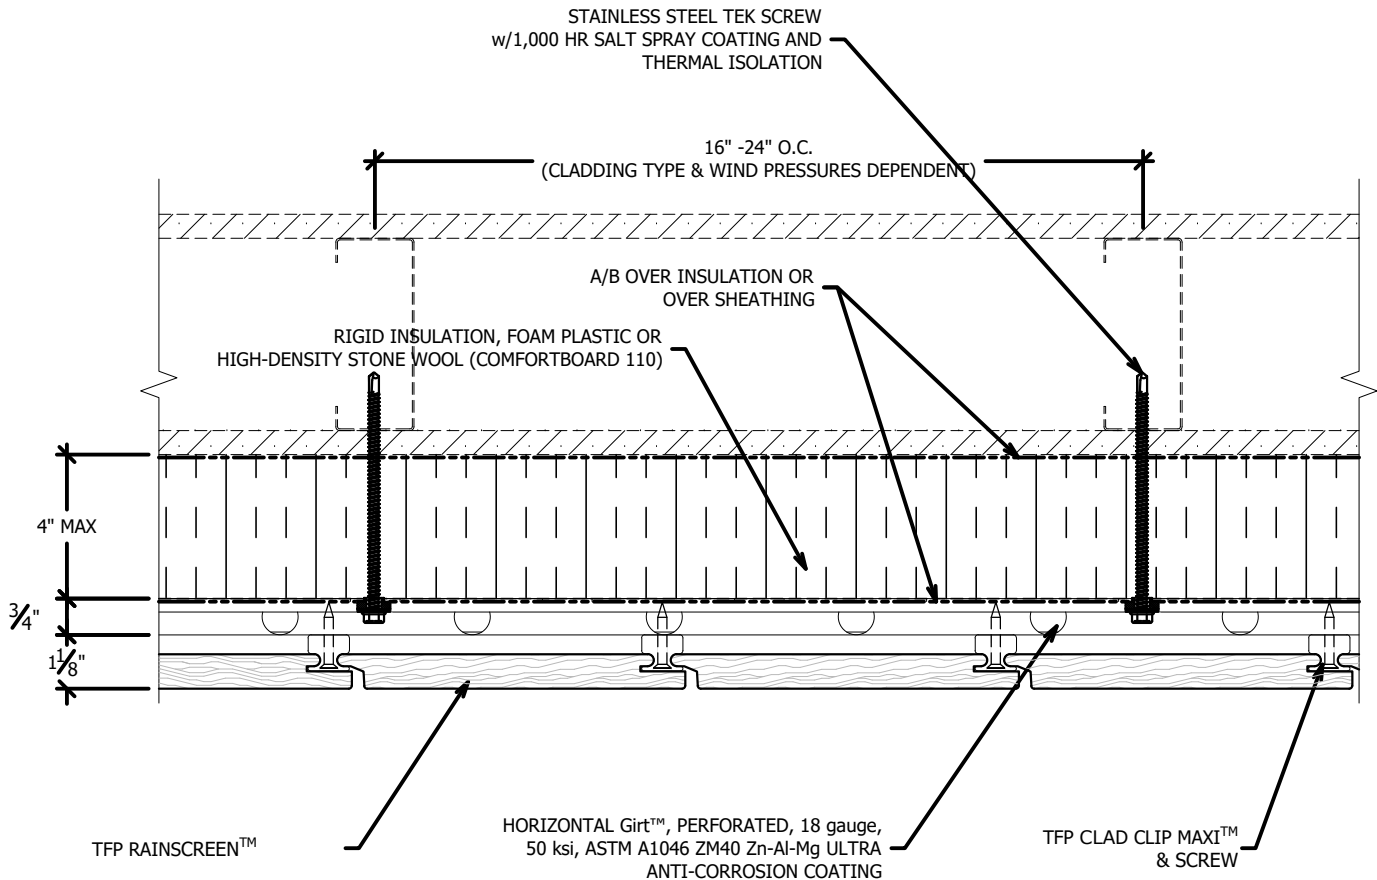 STAINLESS STEEL TEK SCREW
w/1,000 HR SALT SPRAY COATING AND
THERMAL ISOLATION
16" -24" O.C.
(CLADDING TYPE & WIND PRESSURES DEPENDENT)
A/B OVER INSULATION OR
OVER SHEATHING
RIGID INSULATION, FOAM PLASTIC OR
HIGH-DENSITY STONE WOOL (COMFORTBOARD 110)
4" MAX
3/4"
1 1/8"
TFP RAINSCREEN™
HORIZONTAL Girt™, PERFORATED, 18 gauge,
50 ksi, ASTM A1046 ZM40 Zn-Al-Mg ULTRA
ANTI-CORROSION COATING
TFP CLAD CLIP MAXI™
& SCREW